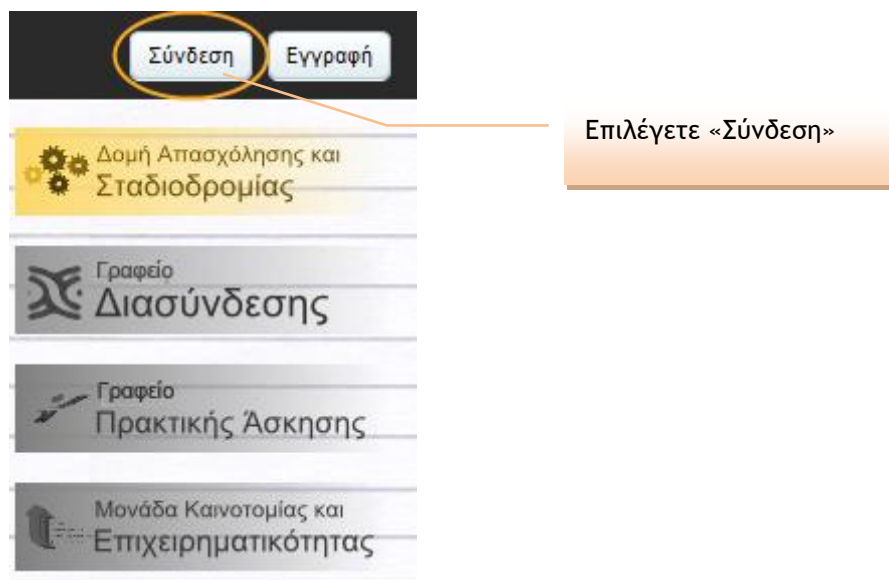 Σύνδεση Εγγραφή
Επιλέγετε «Σύνδεση»
Δομή Απασχόλησης και
Σταδιοδρομίας
Γραφείο
Διασύνδεσης
Γραφείο
Πρακτικής Άσκησης
Μονάδα Καινοτομίας και
Επιχειρηματικότητας